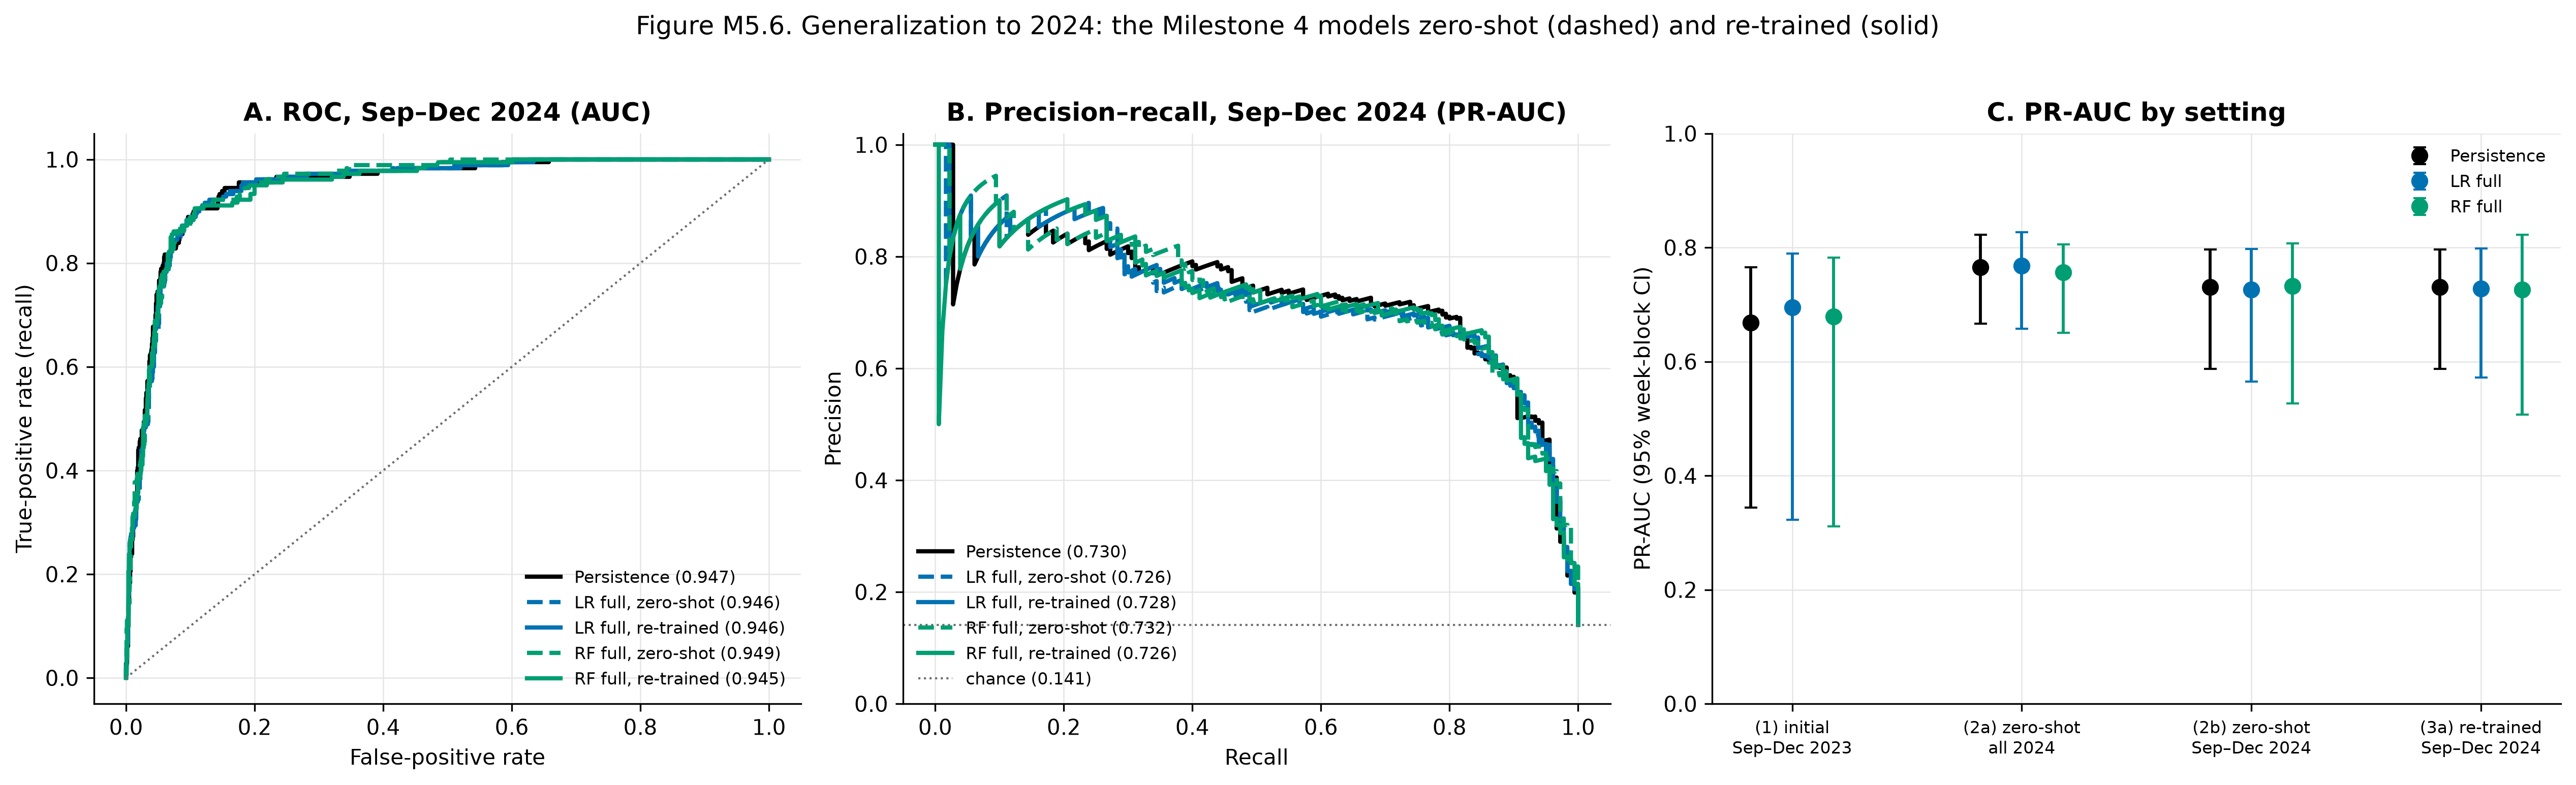 Figure M5.6. Generalization to 2024: the Milestone 4 models zero-shot (dashed) and re-trained (solid)
A. ROC, Sep–Dec 2024 (AUC)
True-positive rate (recall)
1.0
0.8
0.6
0.4
0.2
0.0
Persistence (0.947)
LR full, zero-shot (0.946)
LR full, re-trained (0.946)
RF full, zero-shot (0.949)
RF full, re-trained (0.945)
0.0 0.2 0.4 0.6 0.8 1.0
False-positive rate
B. Precision–recall, Sep–Dec 2024 (PR-AUC)
Precision
1.0
0.8
0.6
0.4
0.2
0.0
Persistence (0.730)
LR full, zero-shot (0.726)
LR full, re-trained (0.728)
RF full, zero-shot (0.732)
RF full, re-trained (0.726)
chance (0.141)
0.0 0.2 0.4 0.6 0.8 1.0
Recall
C. PR-AUC by setting
PR-AUC (95% week-block CI)
1.0
0.8
0.6
0.4
0.2
0.0
Persistence
LR full
RF full
(1) initial
Sep–Dec 2023
(2a) zero-shot
all 2024
(2b) zero-shot
Sep–Dec 2024
(3a) re-trained
Sep–Dec 2024